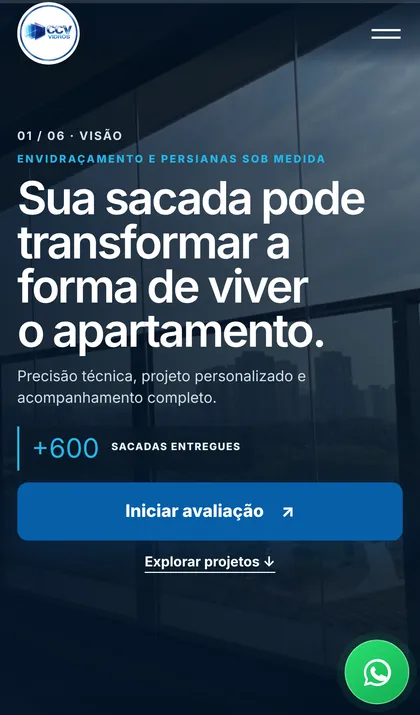 CCV
VIDROS
01 / 06 · VISÃO
ENVIDRAÇAMENTO E PERSIANAS SOB MEDIDA
Sua sacada pode
transformar a
forma de viver
o apartamento.
Precisão técnica, projeto personalizado e
acompanhamento completo.
+600 SACADAS ENTREGUES
Iniciar avaliação ↗
Explorar projetos ↓